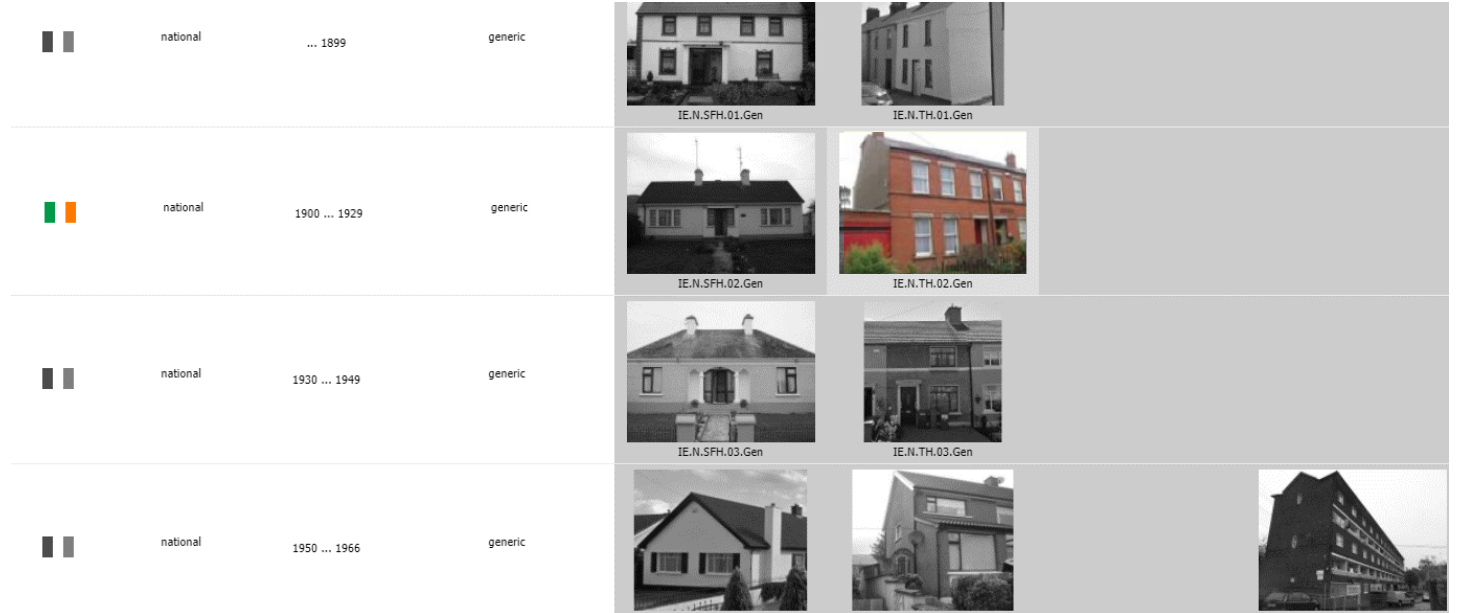 national
... 1899
generic
IE.N.SFH.01.Gen
IE.N.TH.01.Gen
national
1900 ... 1929
generic
IE.N.SFH.02.Gen
IE.N.TH.02.Gen
national
1930 ... 1949
generic
IE.N.SFH.03.Gen
IE.N.TH.03.Gen
national
1950 ... 1966
generic